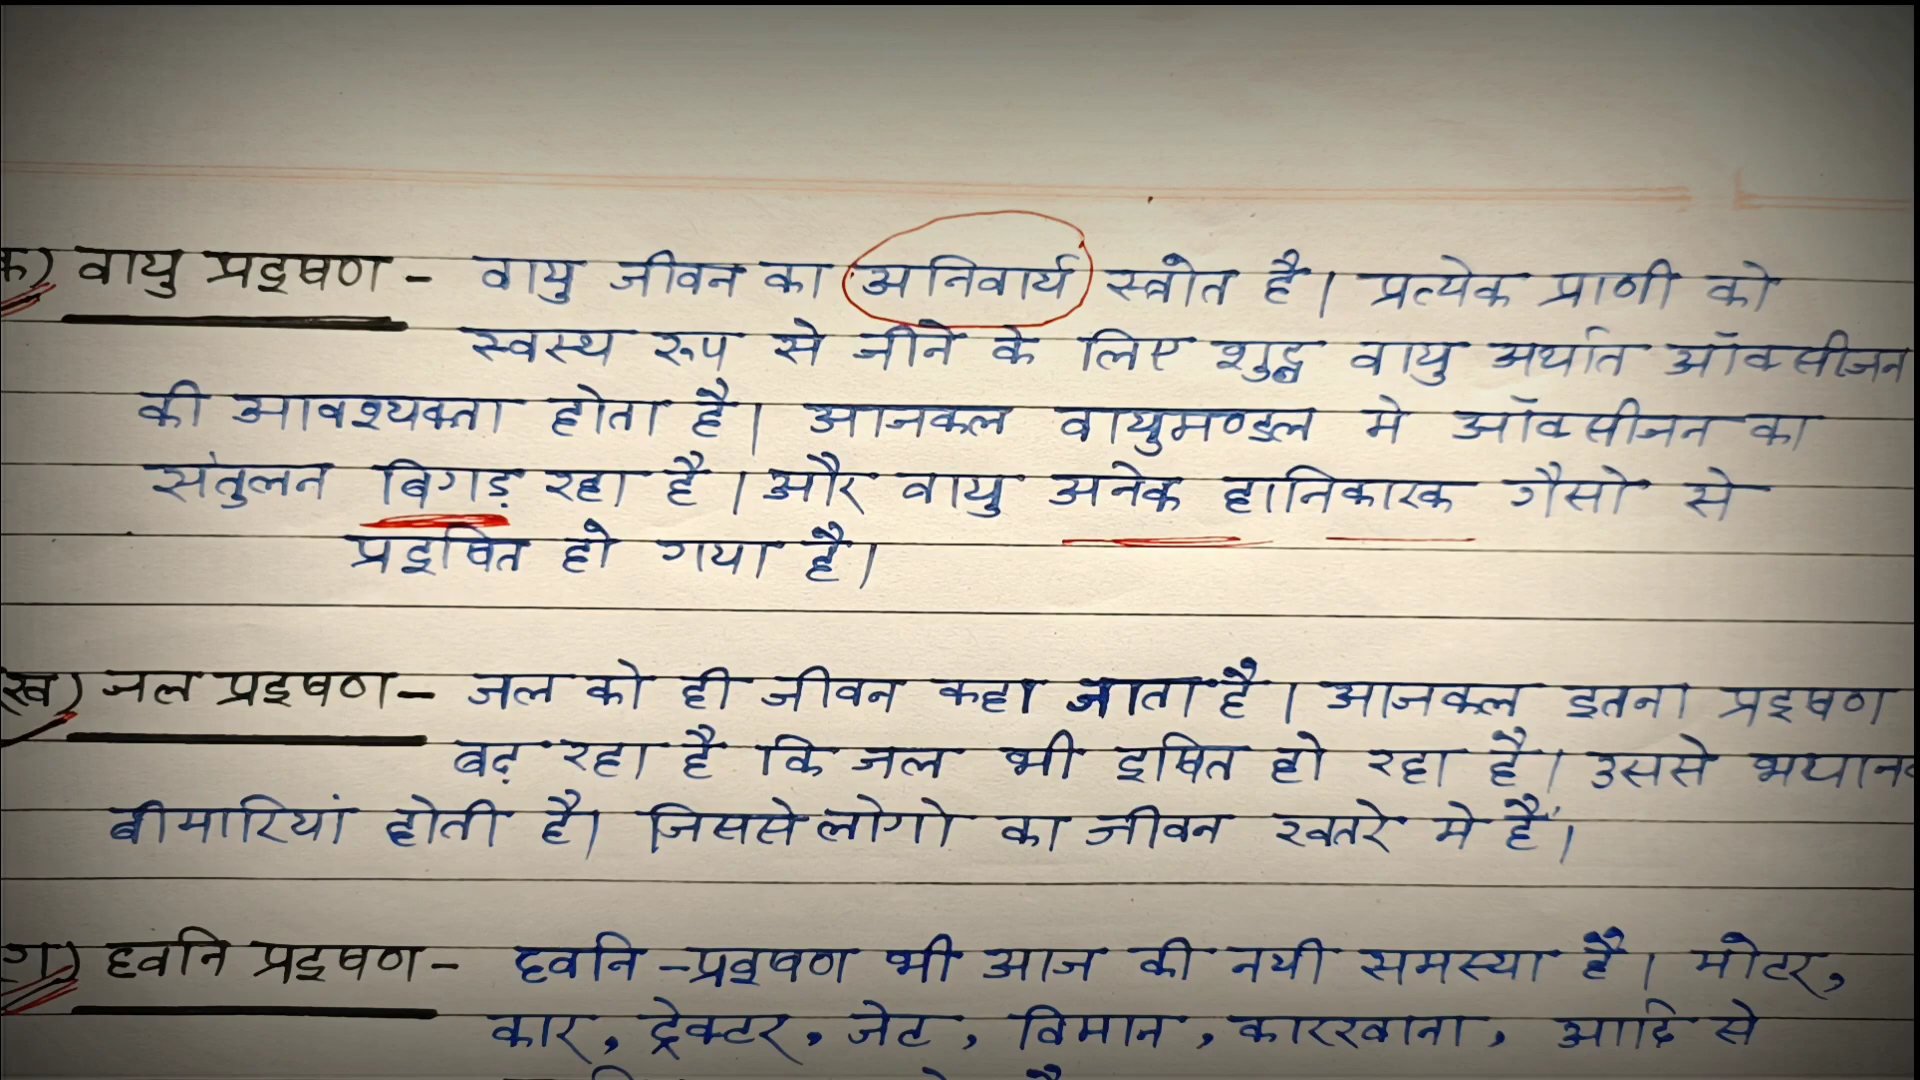 क) वायु प्रदूषण - वायु जीवन का अनिवार्य स्त्रोत है। प्रत्येक प्राणी को
स्वस्थ रूप से जीने के लिए शुद्ध वायु अर्थात ऑक्सीजन
की आवश्यक्ता होता है। आजकल वायुमण्डल मे ऑक्सीजन का
संतुलन बिगड़ रहा है। और वायु अनेक हानिकारक गैसो से
प्रदूषित हो गया है।
(ख) जल प्रदूषण - जल को ही जीवन कहा जाता है। आजकल इतना प्रदूषण
बढ़ रहा है कि जल भी दूषित हो रहा है। उससे भयानक
बीमारियां होती है। जिससे लोगो का जीवन खतरे मे है।
(ग) ध्वनि प्रदूषण - ध्वनि - प्रदूषण भी आज की नयी समस्या है। मोटर,
कार, ट्रेक्टर, जेट, विमान, कारखाना, आदि से